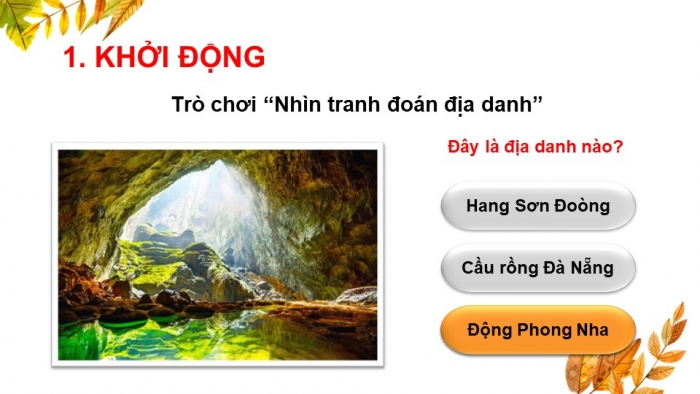 1. KHỞI ĐỘNG
Trò chơi “Nhìn tranh đoán địa danh”
Đây là địa danh nào?
Hang Sơn Đoòng
Cầu rồng Đà Nẵng
Động Phong Nha